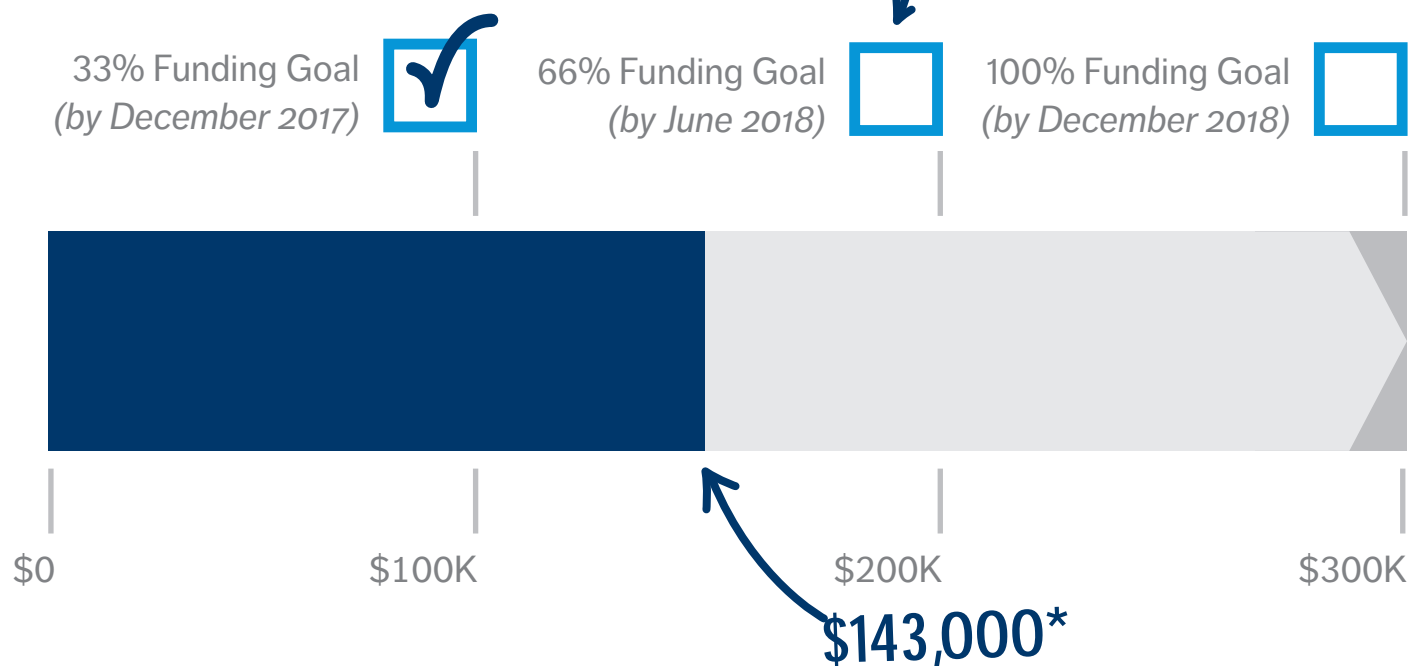 33% Funding Goal
(by December 2017)
66% Funding Goal
(by June 2018)
100% Funding Goal
(by December 2018)
$0
$100K
$200K
$300K
$143,000*